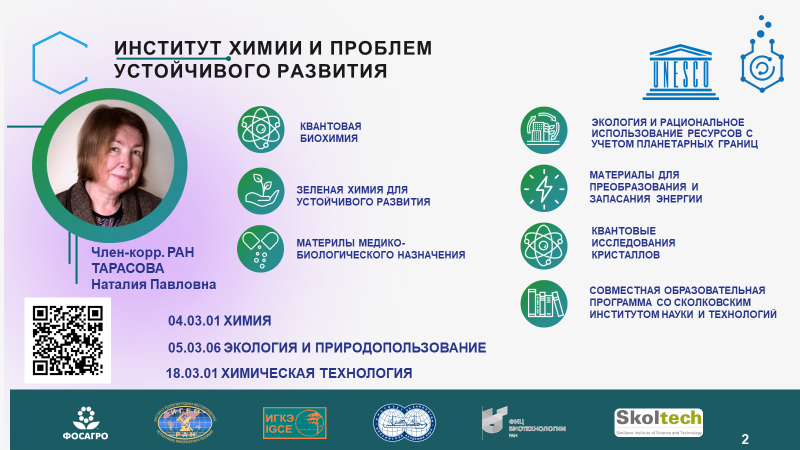 ИНСТИТУТ ХИМИИ И ПРОБЛЕМ
УСТОЙЧИВОГО РАЗВИТИЯ
UNESCO
КВАНТОВАЯ
БИОХИМИЯ
ЗЕЛЕНАЯ ХИМИЯ ДЛЯ
УСТОЙЧИВОГО РАЗВИТИЯ
МАТЕРИЛЫ МЕДИКО-
БИОЛОГИЧЕСКОГО НАЗНАЧЕНИЯ
ЭКОЛОГИЯ И РАЦИОНАЛЬНОЕ
ИСПОЛЬЗОВАНИЕ РЕСУРСОВ С
УЧЕТОМ ПЛАНЕТАРНЫХ ГРАНИЦ
МАТЕРИАЛЫ ДЛЯ
ПРЕОБРАЗОВАНИЯ И
ЗАПАСАНИЯ ЭНЕРГИИ
КВАНТОВЫЕ
ИССЛЕДОВАНИЯ
КРИСТАЛЛОВ
СОВМЕСТНАЯ ОБРАЗОВАТЕЛЬНАЯ
ПРОГРАММА СО СКОЛКОВСКИМ
ИНСТИТУТОМ НАУКИ И ТЕХНОЛОГИЙ
Член-корр. РАН
ТАРАСОВА
Наталия Павловна
04.03.01 ХИМИЯ
05.03.06 ЭКОЛОГИЯ И ПРИРОДОПОЛЬЗОВАНИЕ
18.03.01 ХИМИЧЕСКАЯ ТЕХНОЛОГИЯ
ФОСАГРО
РАН
ИГКЭ
IGCE
ФИЦ
БИОТЕХНОЛОГИИ
РАН
Skoltech
Skolkovo Institute of Science and Technology
2